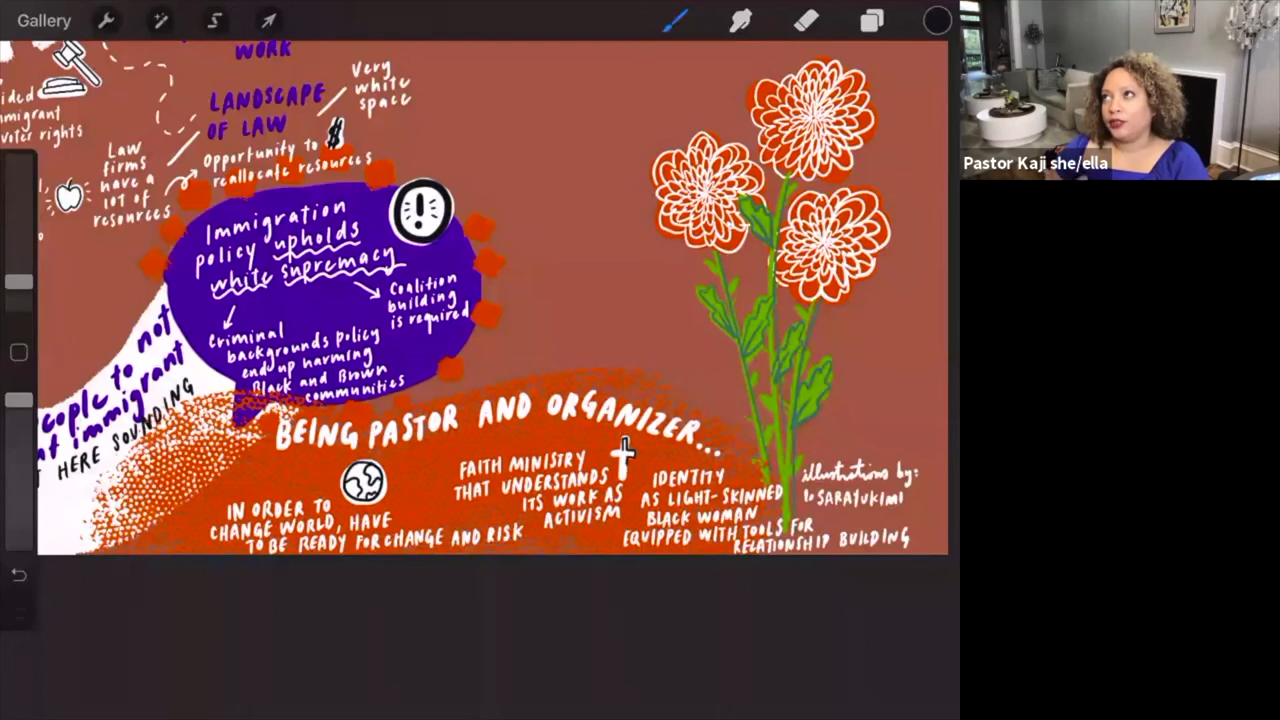 Gallery
WORK
LANDSCAPE
OF LAW
Very
white
space
voter rights
Law
firms
have a
lot of
resources
Opportunity to $
reallocate resources
Immigration
policy upholds
white supremacy
Coalition
building
is required
Criminal
backgrounds policy
end up harming
Black and Brown
communities
to not
immigrant
HERE SOUNDING
BEING PASTOR AND ORGANIZER...
IN ORDER TO
CHANGE WORLD, HAVE
TO BE READY FOR CHANGE AND RISK
FAITH MINISTRY
THAT UNDERSTANDS
ITS WORK AS
ACTIVISM
IDENTITY
AS LIGHT-SKINNED
BLACK WOMAN
EQUIPPED WITH TOOLS FOR
RELATIONSHIP BUILDING
illustrations by:
SARAYUKIMI
Pastor Kaji she/ella